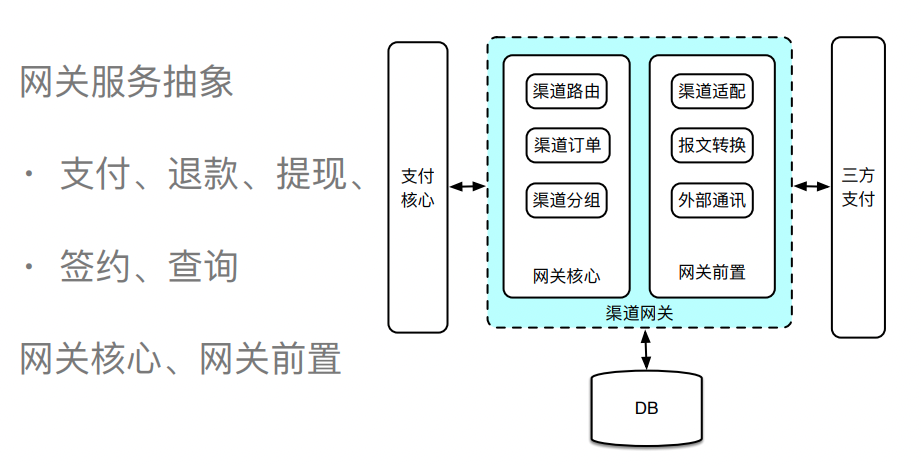 网关服务抽象
· 支付、退款、提现、
· 签约、查询
网关核心、网关前置
支付
核心
渠道路由
渠道订单
渠道分组
网关核心
渠道适配
报文转换
外部通讯
网关前置
渠道网关
三方
支付
DB